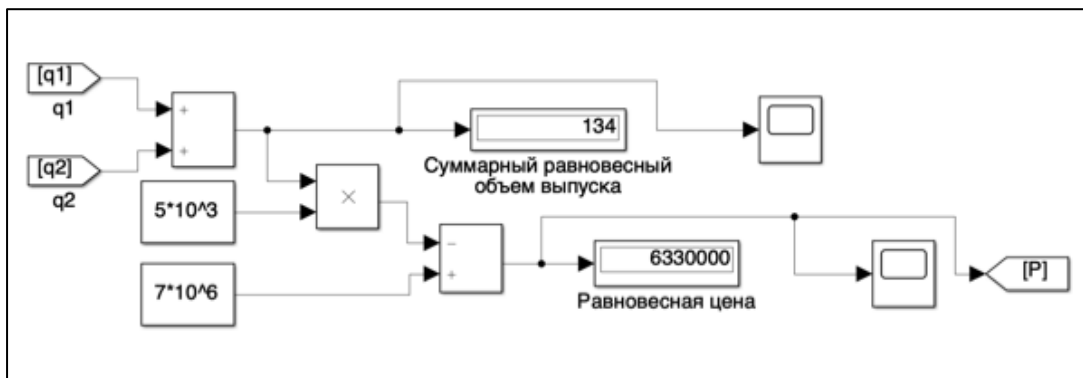 [q1]
q1
[q2]
q2
+
+
134
Суммарный равновесный
объем выпуска
5*10^3
×
7*10^6
−
+
6330000
Равновесная цена
[P]